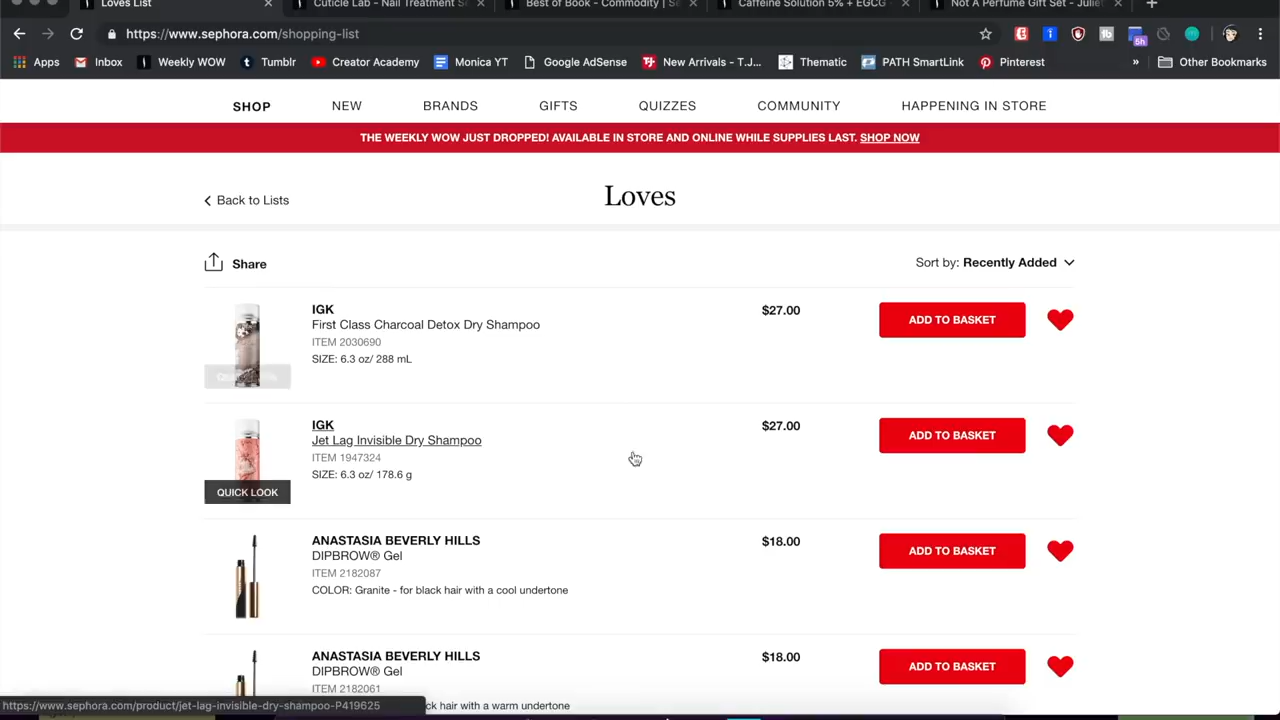 Loves List
Cuticle Lab - Nail Treatment S
Best of Book - Commodity | Se
Caffeine Solution 5% + EGCG -
Not A Perfume Gift Set - Juliet
https://www.sephora.com/shopping-list
5h
Apps
Inbox
Weekly WOW
Tumblr
Creator Academy
Monica YT
Google AdSense
New Arrivals - T.J...
Thematic
PATH SmartLink
Pinterest
»
Other Bookmarks
SHOP
NEW
BRANDS
GIFTS
QUIZZES
COMMUNITY
HAPPENING IN STORE
THE WEEKLY WOW JUST DROPPED! AVAILABLE IN STORE AND ONLINE WHILE SUPPLIES LAST. SHOP NOW
Back to Lists
Loves
Share
Sort by: Recently Added
IGK
First Class Charcoal Detox Dry Shampoo
ITEM 2030690
SIZE: 6.3 oz/ 288 mL
$27.00
ADD TO BASKET
IGK
Jet Lag Invisible Dry Shampoo
ITEM 1947324
SIZE: 6.3 oz/ 178.6 g
QUICK LOOK
$27.00
ADD TO BASKET
ANASTASIA BEVERLY HILLS
DIPBROW® Gel
ITEM 2182087
COLOR: Granite - for black hair with a cool undertone
$18.00
ADD TO BASKET
ANASTASIA BEVERLY HILLS
DIPBROW® Gel
ITEM 2182061
ck hair with a warm undertone
$18.00
ADD TO BASKET
https://www.sephora.com/product/jet-lag-invisible-dry-shampoo-P419625